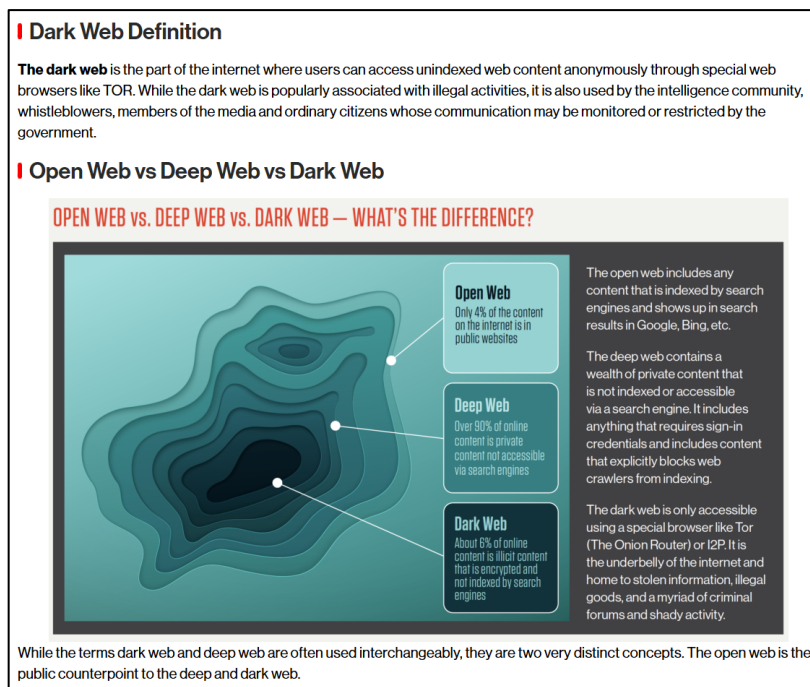 Dark Web Definition
The dark web is the part of the internet where users can access unindexed web content anonymously through special web
browsers like TOR. While the dark web is popularly associated with illegal activities, it is also used by the intelligence community,
whistleblowers, members of the media and ordinary citizens whose communication may be monitored or restricted by the
government.
Open Web vs Deep Web vs Dark Web
OPEN WEB vs. DEEP WEB vs. DARK WEB — WHAT'S THE DIFFERENCE?
Open Web
Only 4% of the content
on the internet is in
public websites
Deep Web
Over 90% of online
content is private
content not accessible
via search engines
Dark Web
About 6% of online
content is illicit content
that is encrypted and
not indexed by search
engines
The open web includes any
content that is indexed by search
engines and shows up in search
results in Google, Bing, etc.
The deep web contains a
wealth of private content that
is not indexed or accessible
via a search engine. It includes
anything that requires sign-in
credentials and includes content
that explicitly blocks web
crawlers from indexing.
The dark web is only accessible
using a special browser like Tor
(The Onion Router) or I2P. It is
the underbelly of the internet and
home to stolen information, illegal
goods, and a myriad of criminal
forums and shady activity.
While the terms dark web and deep web are often used interchangeably, they are two very distinct concepts. The open web is the
public counterpoint to the deep and dark web.